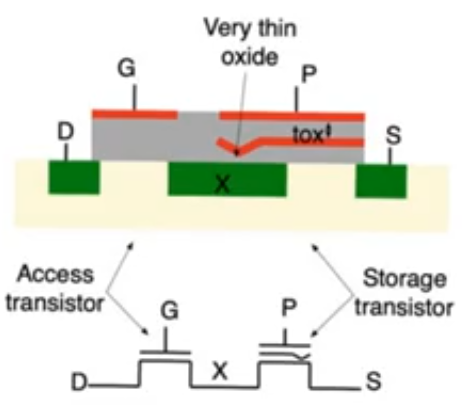 Very thin
oxide
G
P
D
tox
S
X
Access
transistor
Storage
transistor
G
P
D
X
S